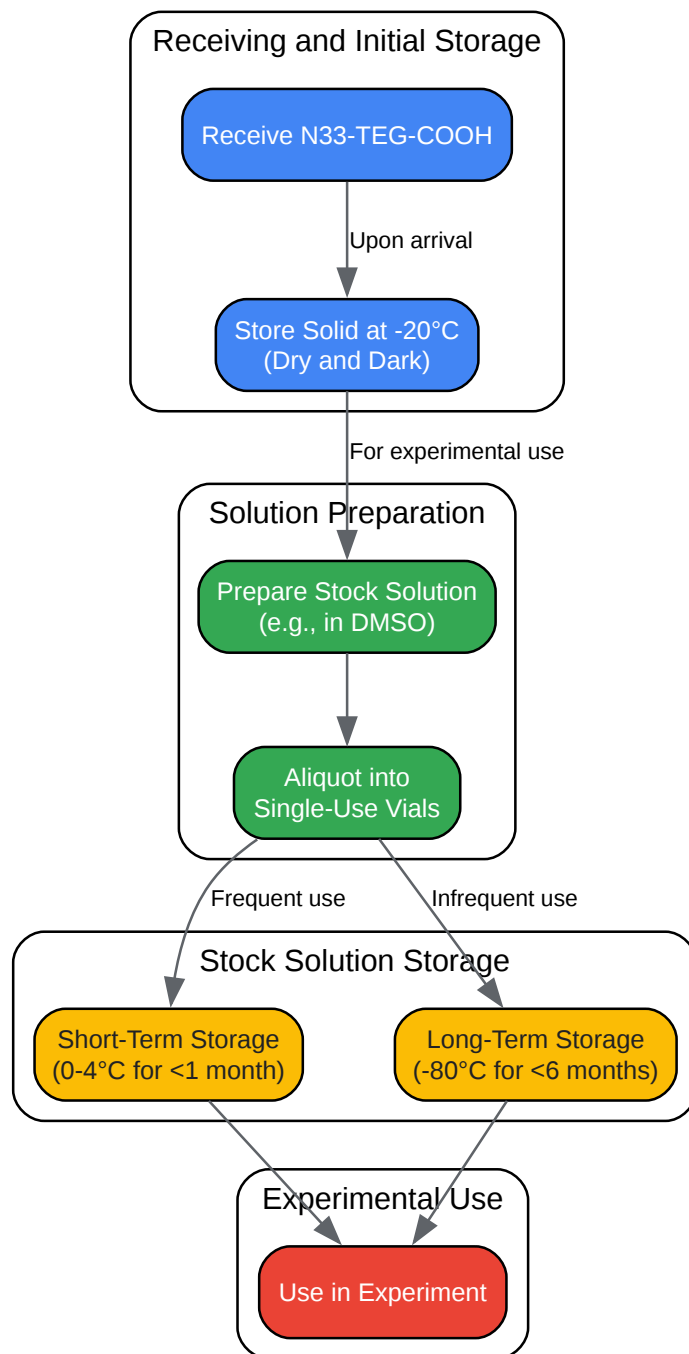 Receiving and Initial Storage
Receive N33-TEG-COOH
Upon arrival
Store Solid at -20°C
(Dry and Dark)
For experimental use
Solution Preparation
Prepare Stock Solution
(e.g., in DMSO)
Aliquot into
Single-Use Vials
Frequent use
Infrequent use
Stock Solution Storage
Short-Term Storage
(0-4°C for <1 month)
Long-Term Storage
(-80°C for <6 months)
Experimental Use
Use in Experiment